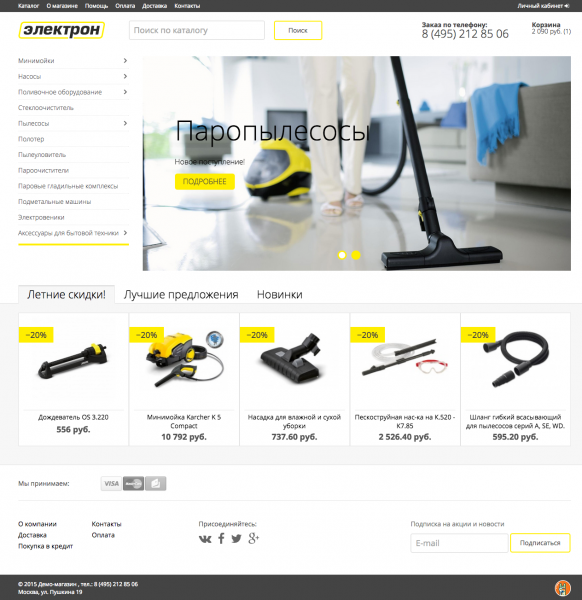 Каталог О магазине Помощь Оплата Доставка Контакты Личный кабинет
электрон
Поиск по каталогу
Поиск
Заказ по телефону:
8 (495) 212 85 06
Корзина
2 090 руб. (1)
Минимойки
Насосы
Поливочное оборудование
Стеклоочиститель
Пылесосы
Полотер
Пылеуловитель
Пароочистители
Паровые гладильные комплексы
Подметальные машины
Электровеники
Аксессуары для бытовой техники
Паропылесосы
Новое поступление!
ПОДРОБНЕЕ
Летние скидки! Лучшие предложения Новинки
−20% −20% −20% −20% −20%
Дождеватель OS 3.220
556 руб.
Минимойка Karcher K 5
Compact
10 792 руб.
Насадка для влажной и сухой
уборки
737.60 руб.
Пескоструйная нас-ка на K.520 -
K7.85
2 526.40 руб.
Шланг гибкий всасывающий
для пылесосов серий A, SE, WD.
595.20 руб.
Мы принимаем:
VISA
О компании
Доставка
Покупка в кредит
Контакты
Оплата
Присоединяйтесь:
Подписка на акции и новости
E-mail
Подписаться
© 2015 Демо-магазин , тел.: 8 (495) 212 85 06
Москва, ул. Пушкина 19